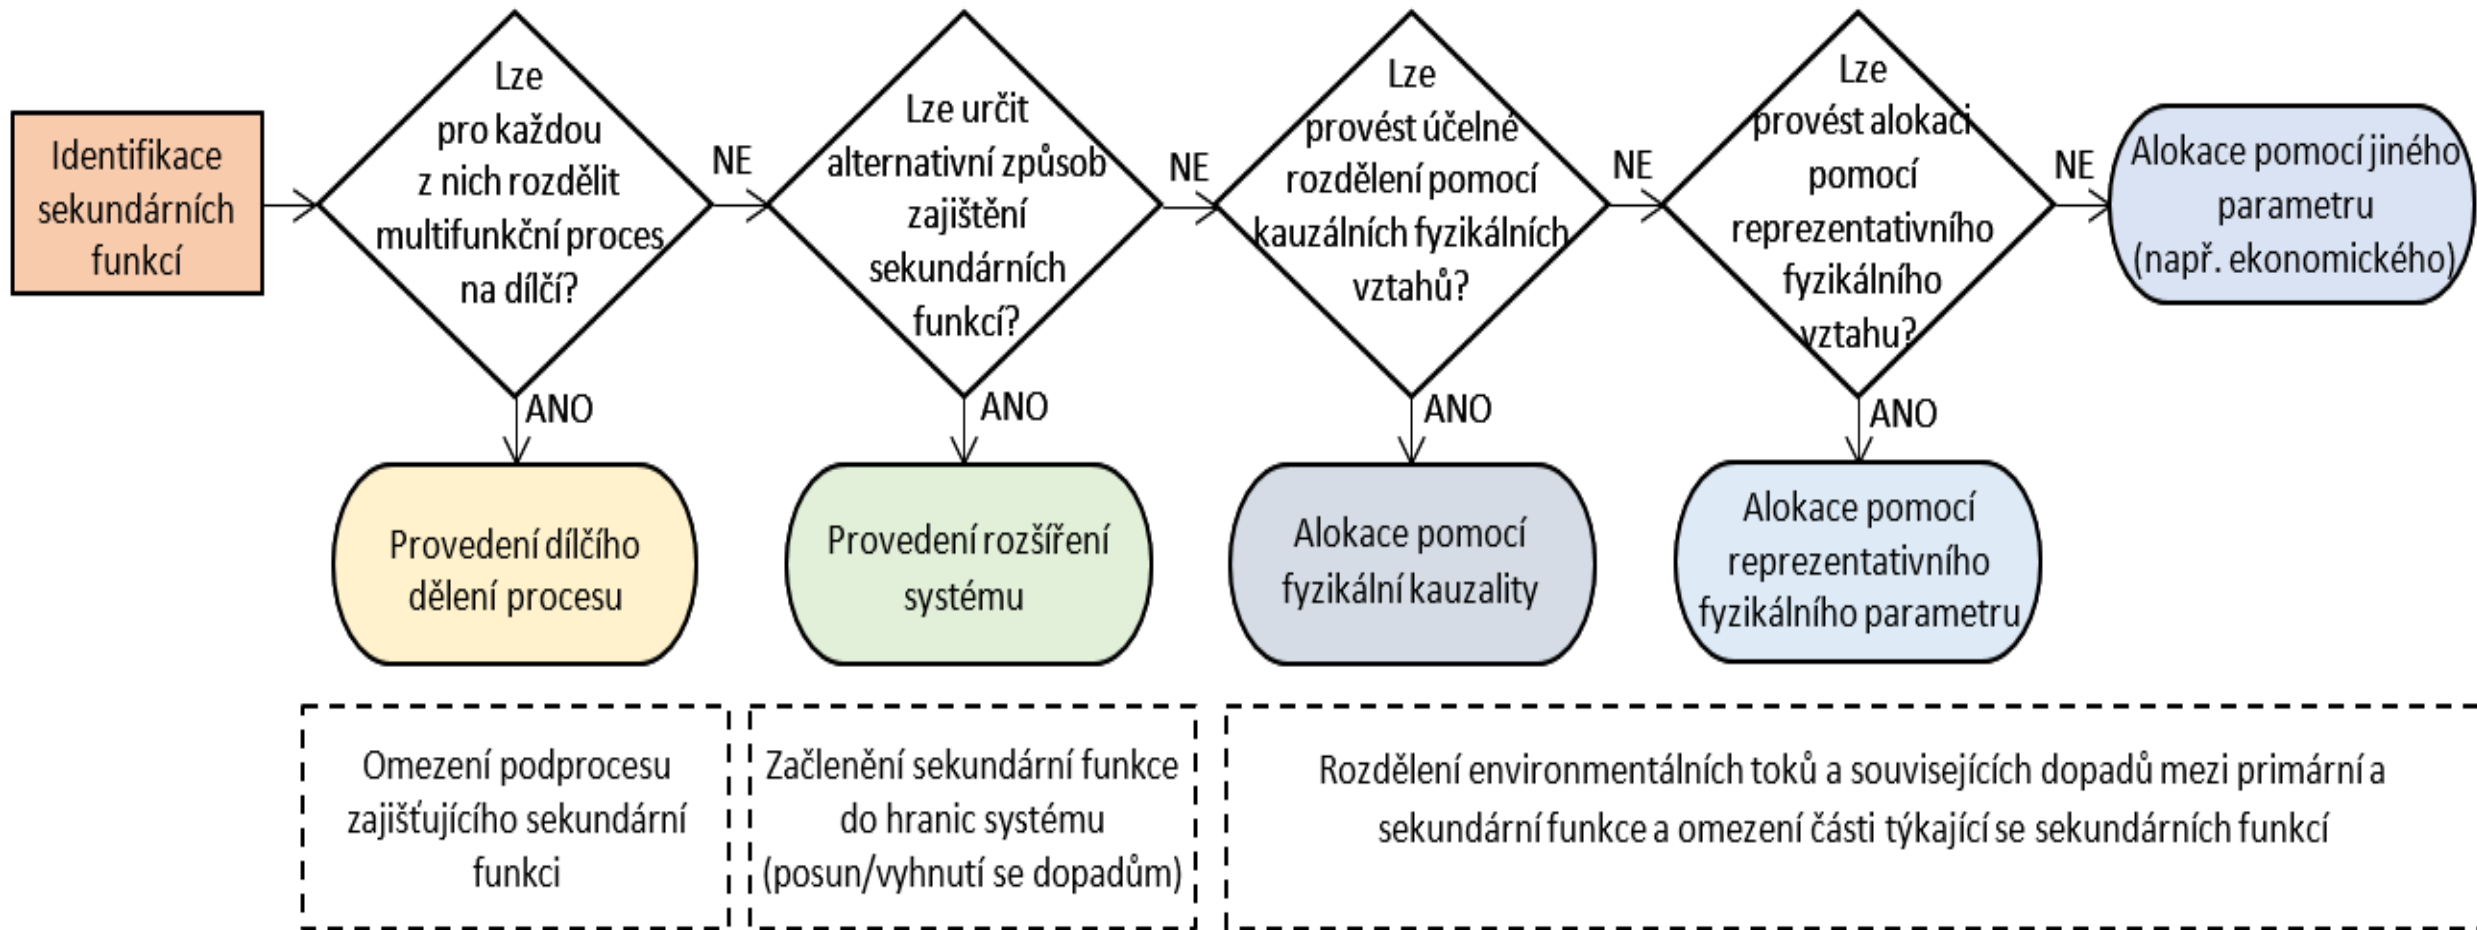 Identifikace
sekundárních
funkcí
Lze
pro každou
z nich rozdělit
multifunkční proces
na dílčí?
NE
ANO
Provedení dílčího
dělení procesu
Lze určit
alternativní způsob
zajištění
sekundárních
funkcí?
NE
ANO
Provedení rozšíření
systému
Lze
provést účelné
rozdělení pomocí
kauzálních fyzikálních
vztahů?
NE
ANO
Alokace pomocí
fyzikální kauzality
Lze
provést alokaci
pomocí
reprezentativního
fyzikálního
vztahu?
NE
ANO
Alokace pomocí
reprezentativního
fyzikálního parametru
Alokace pomocí jiného
parametru
(např. ekonomického)
Omezení podprocesu
zajišťujícího sekundární
funkci
Začlenění sekundární funkce
do hranic systému
(posun/vyhnutí se dopadům)
Rozdělení environmentálních toků a souvisejících dopadů mezi primární a
sekundární funkce a omezení části týkající se sekundárních funkcí